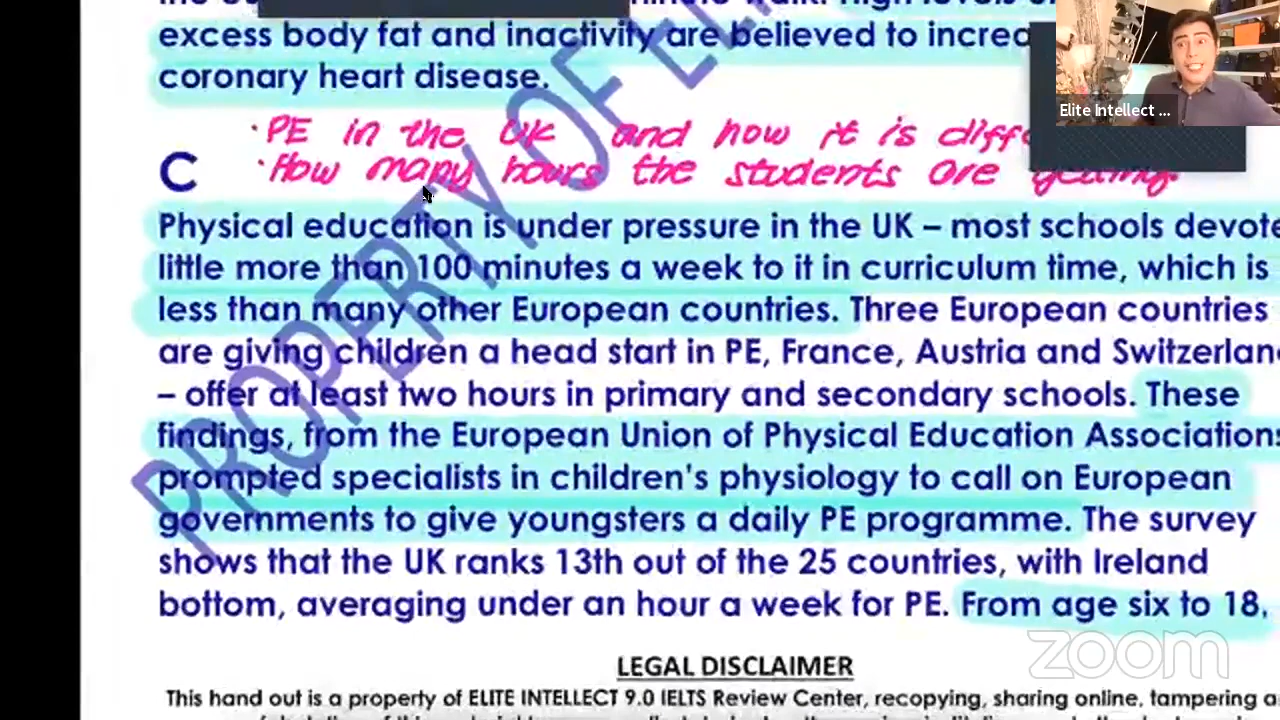 excess body fat and inactivity are believed to increa
coronary heart disease.
Elite Intellect ...
· PE in the UK and how it is diff
C
· How many hours the students are getting.
Physical education is under pressure in the UK – most schools devote
little more than 100 minutes a week to it in curriculum time, which is
less than many other European countries. Three European countries
are giving children a head start in PE, France, Austria and Switzerlan
– offer at least two hours in primary and secondary schools. These
findings, from the European Union of Physical Education Associations
prompted specialists in children's physiology to call on European
governments to give youngsters a daily PE programme. The survey
shows that the UK ranks 13th out of the 25 countries, with Ireland
bottom, averaging under an hour a week for PE. From age six to 18,
PROPERTY OF
zoom
LEGAL DISCLAIMER
This hand out is a property of ELITE INTELLECT 9.0 IELTS Review Center, recopying, sharing online, tampering a